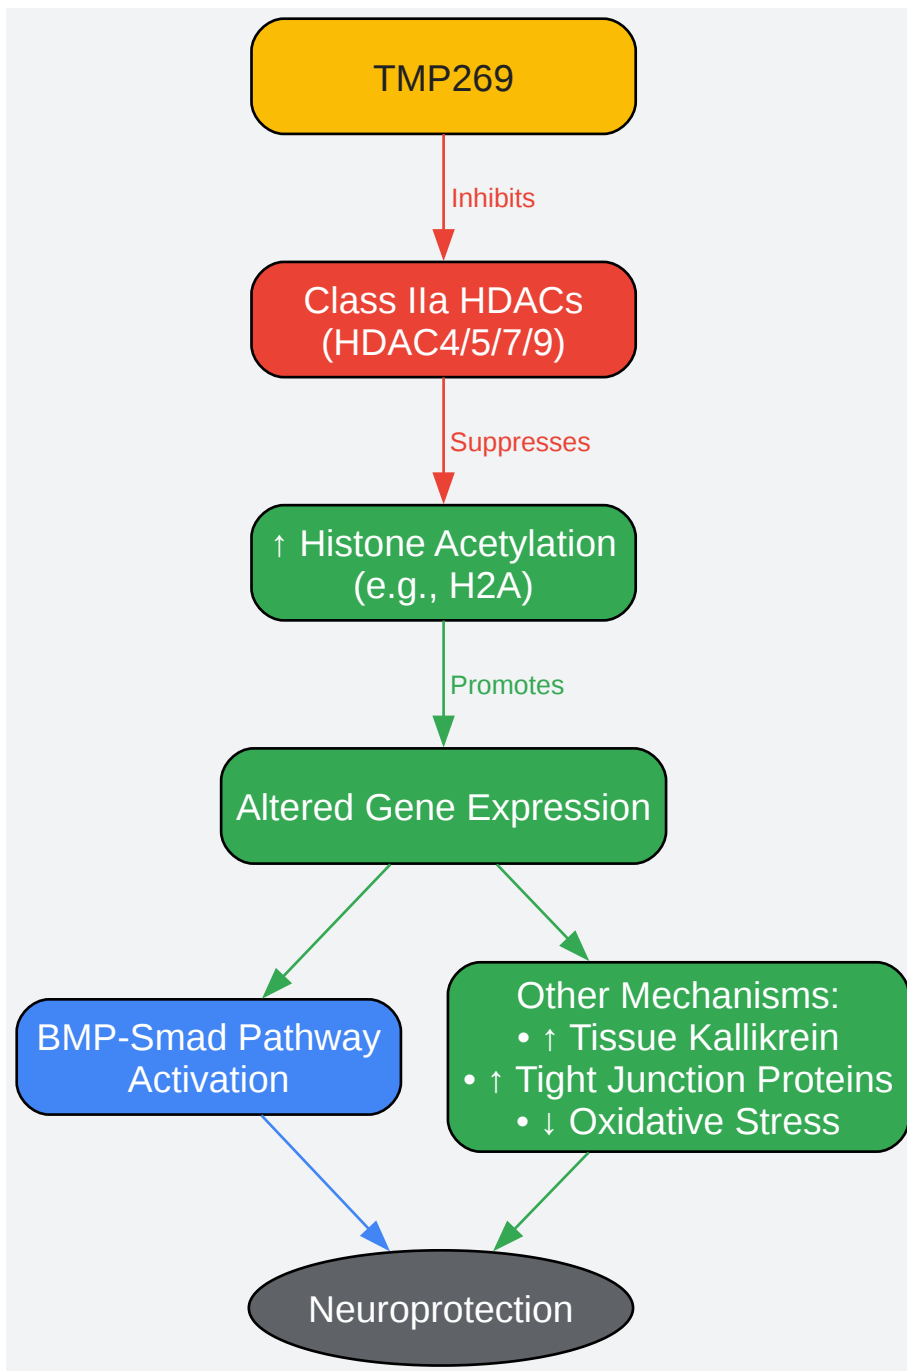 TMP269
Inhibits
Class IIa HDACs
(HDAC4/5/7/9)
Suppresses
↑ Histone Acetylation
(e.g., H2A)
Promotes
Altered Gene Expression
BMP-Smad Pathway
Activation
Other Mechanisms:
• ↑ Tissue Kallikrein
• ↑ Tight Junction Proteins
• ↓ Oxidative Stress
Neuroprotection